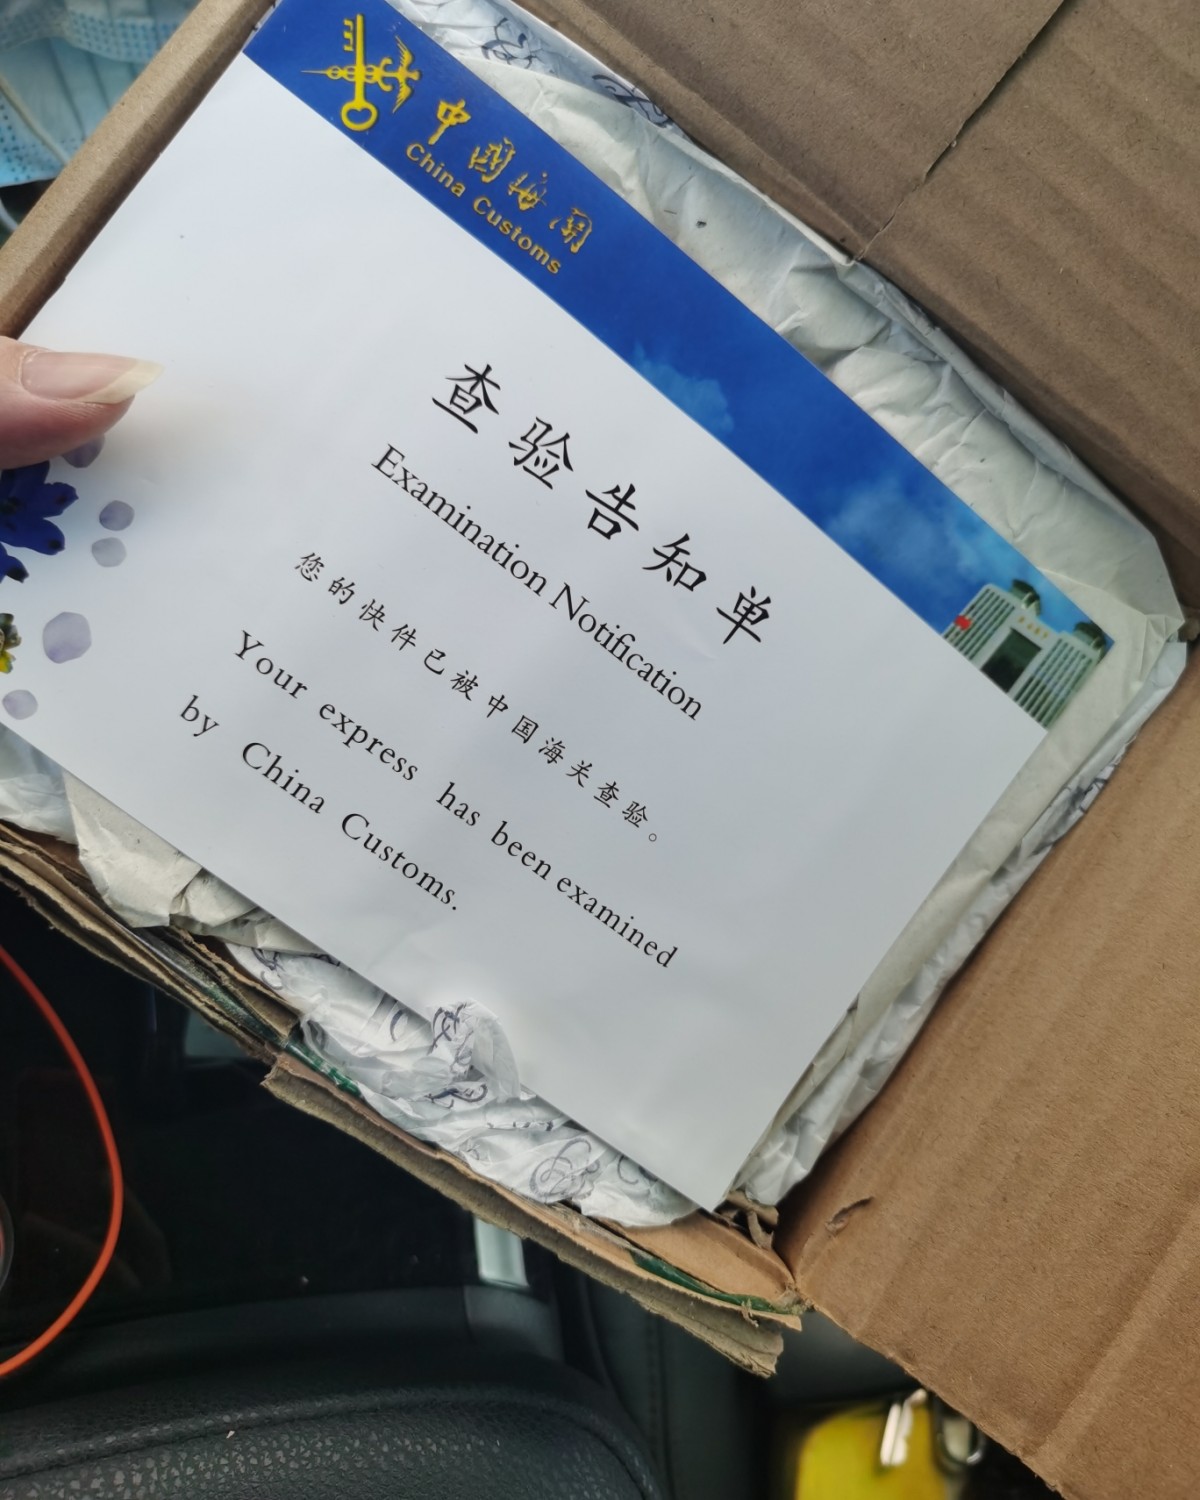 中国海关
China Customs
查验告知单
Examination Notification
您的快件已被中国海关查验。
Your express has been examined
by China Customs.